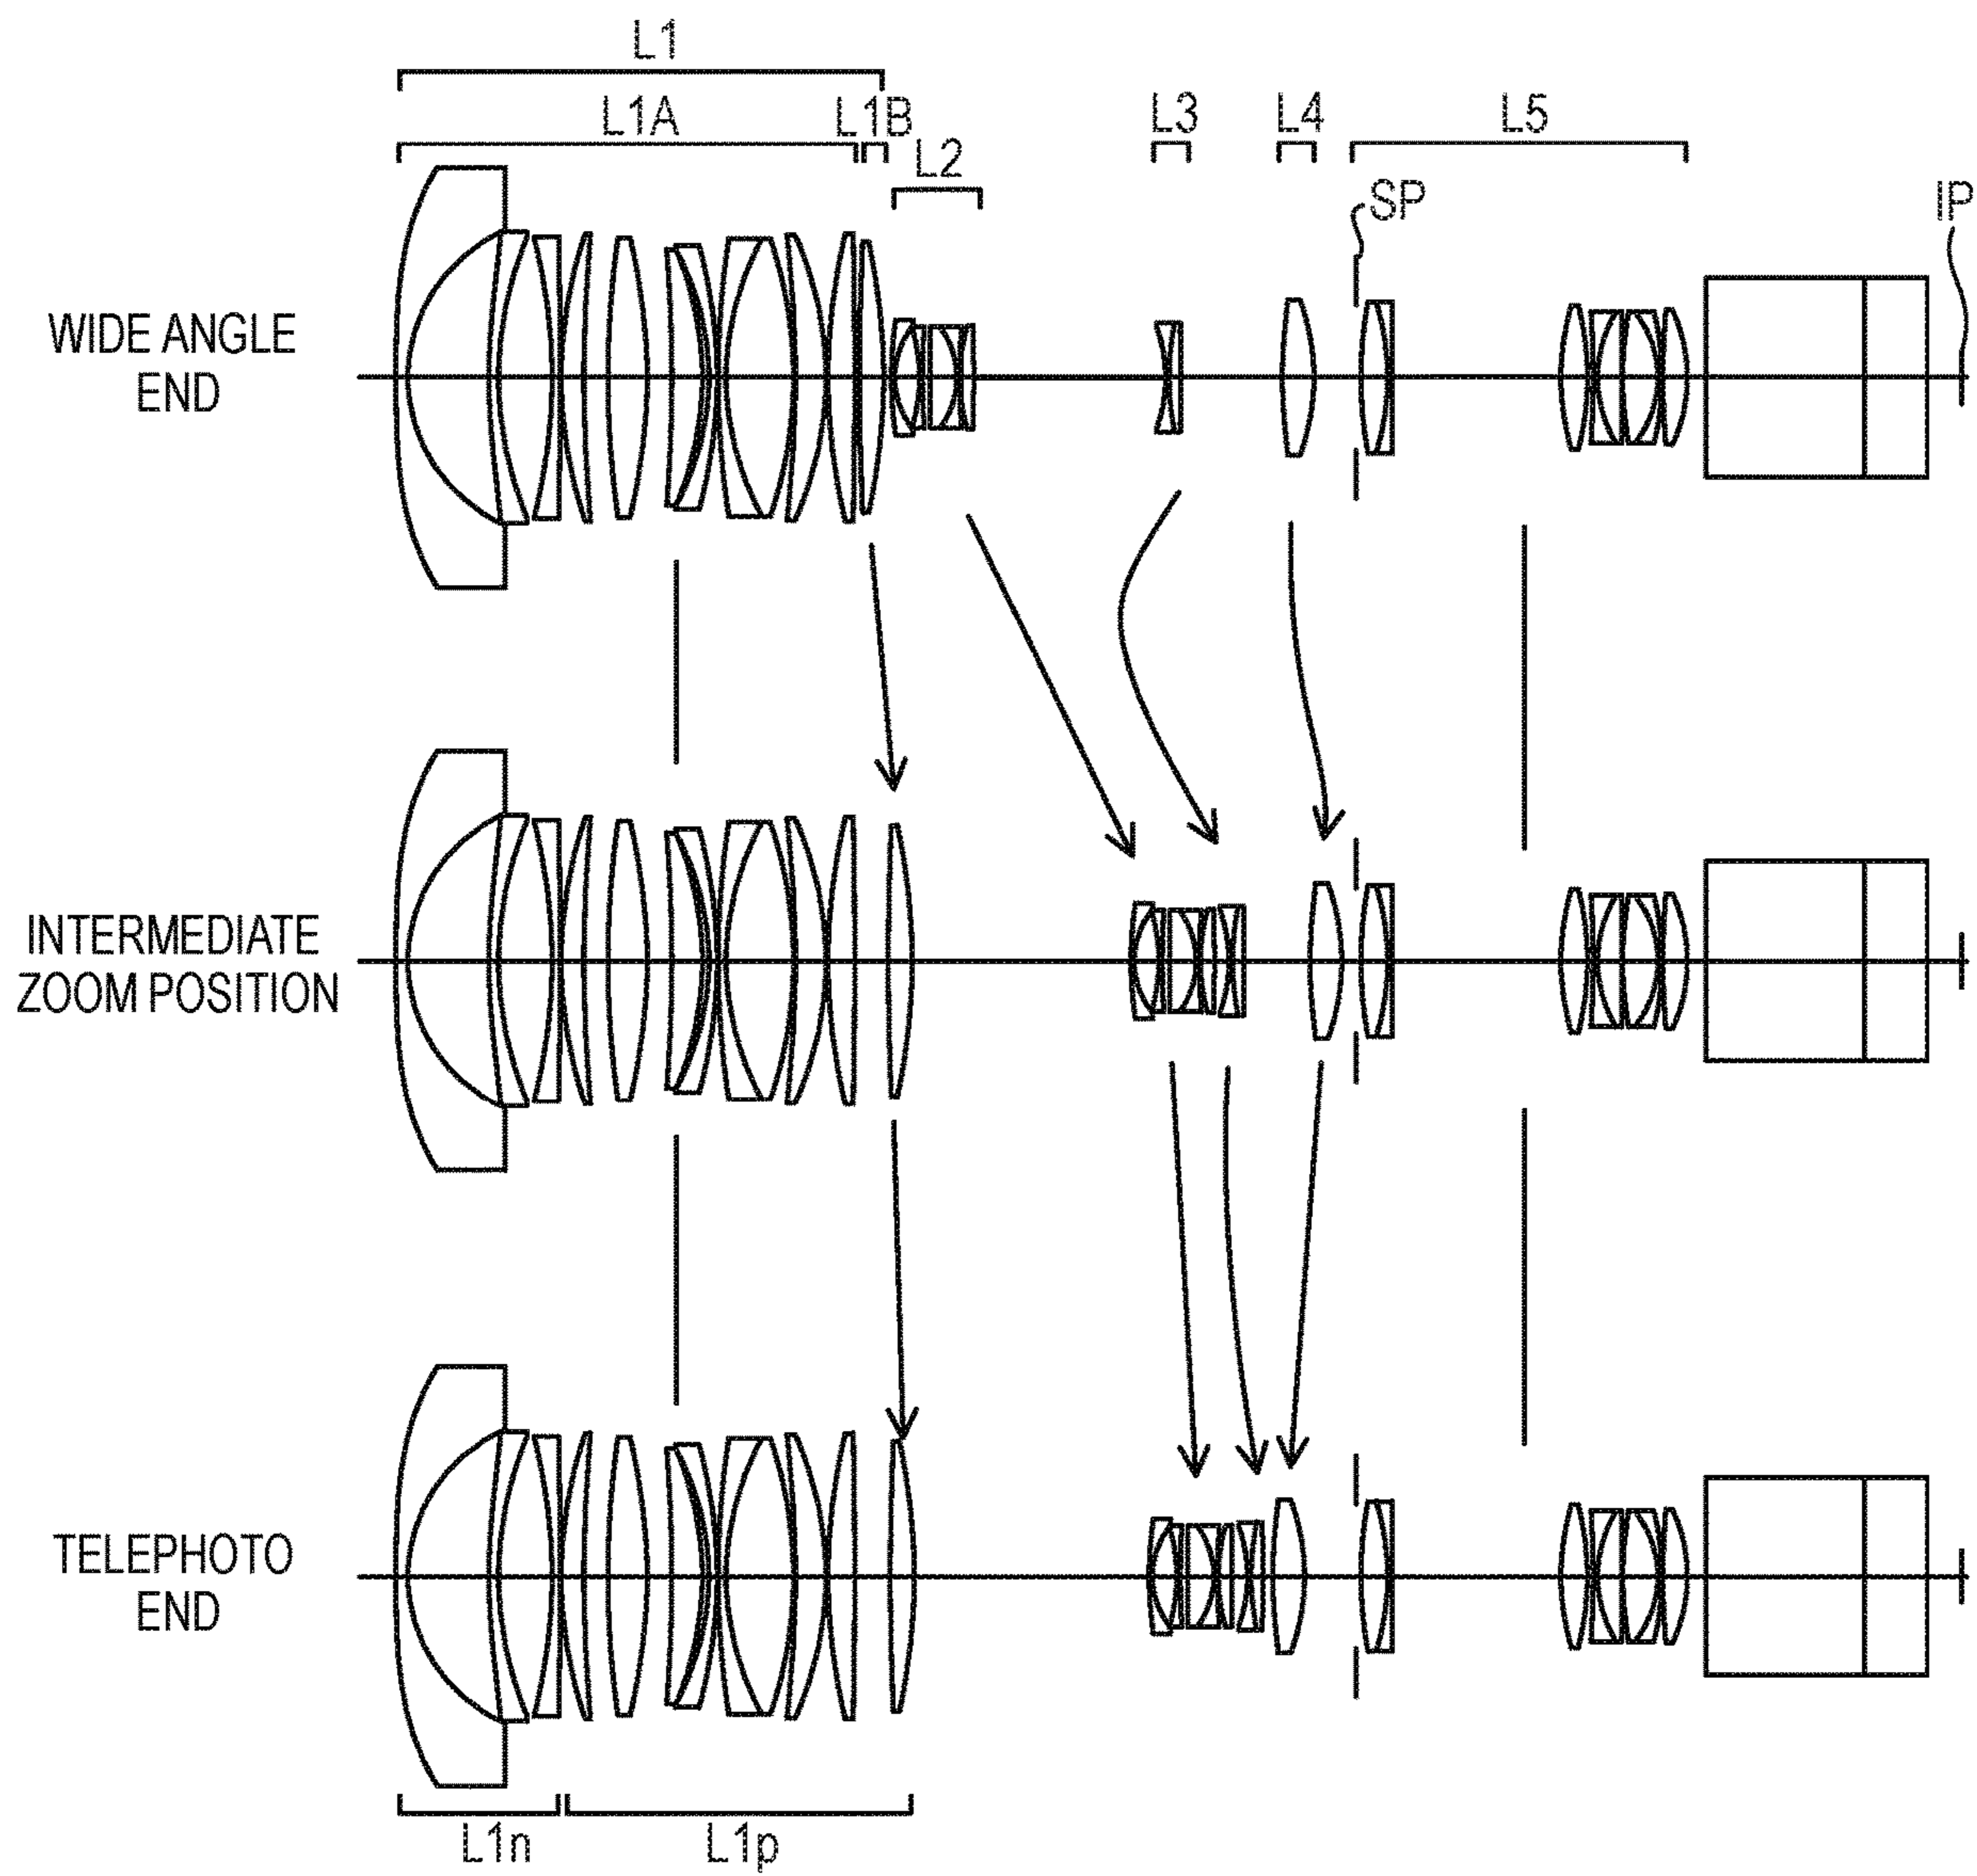 L1
L1A
L1B
L2
L3
L4
L5
SP
IP
WIDE ANGLE
END
INTERMEDIATE
ZOOM POSITION
TELEPHOTO
END
L1n
L1p